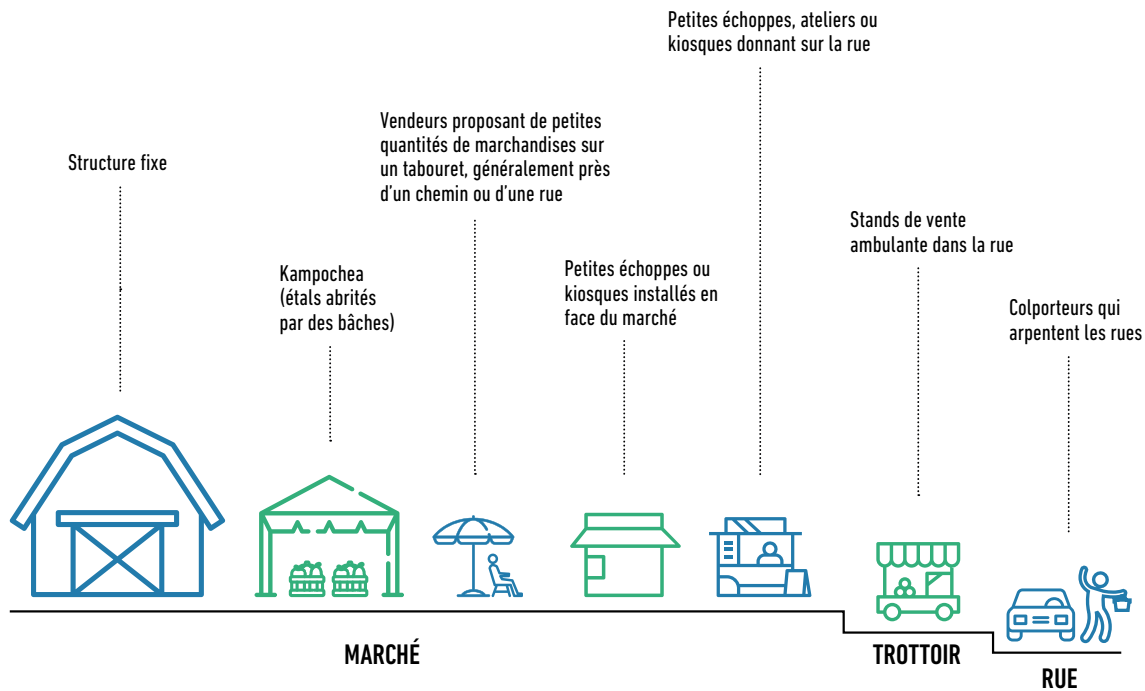 Structure fixe
Kampochea
(étals abrités
par des bâches)
Vendeurs proposant de petites
quantités de marchandises sur
un tabouret, généralement près
d’un chemin ou d’une rue
Petites échoppes ou
kiosques installés en
face du marché
Petites échoppes, ateliers ou
kiosques donnant sur la rue
Stands de vente
ambulante dans la rue
Colporteurs qui
arpentent les rues
MARCHÉ
TROTTOIR
RUE